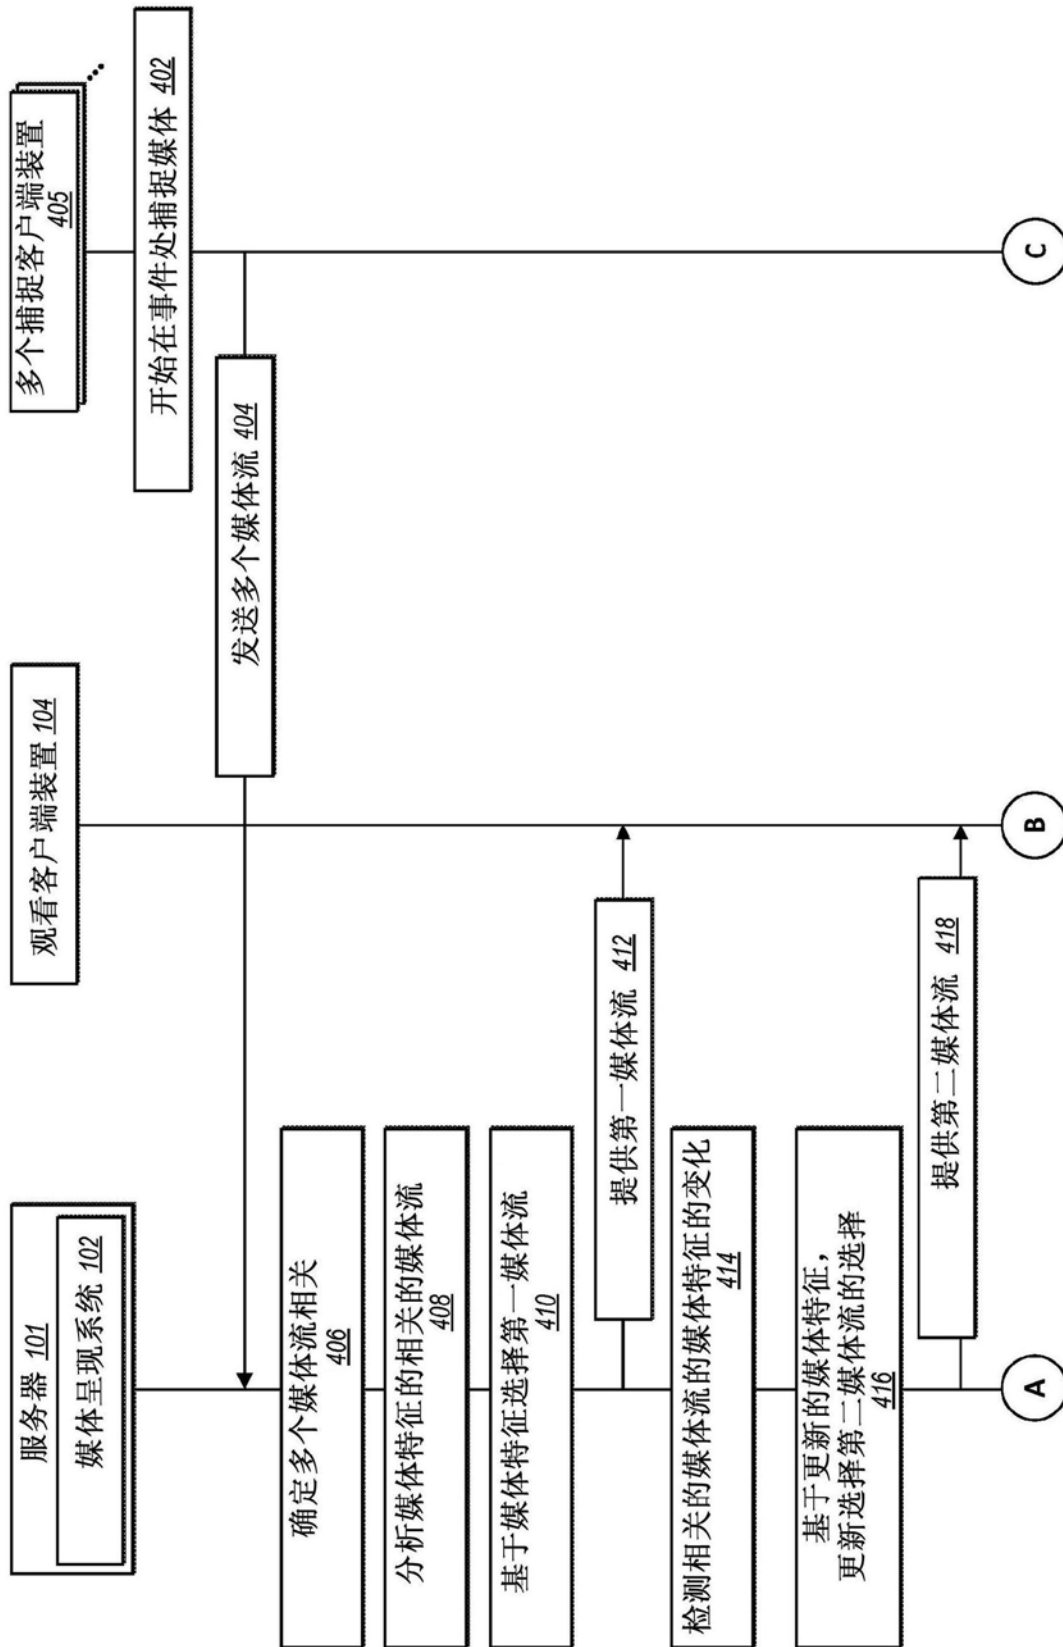 服务器 101
媒体呈现系统 102
观看客户端装置 104
多个捕捉客户端装置
405
开始在事件处捕捉媒体 402
发送多个媒体流 404
确定多个媒体流相关
406
分析媒体特征的相关的媒体流
408
基于媒体特征选择第一媒体流
410
提供第一媒体流 412
检测相关的媒体流的媒体特征的变化
414
基于更新的媒体特征，
更新选择第二媒体流的选择
416
提供第二媒体流 418
A
B
C